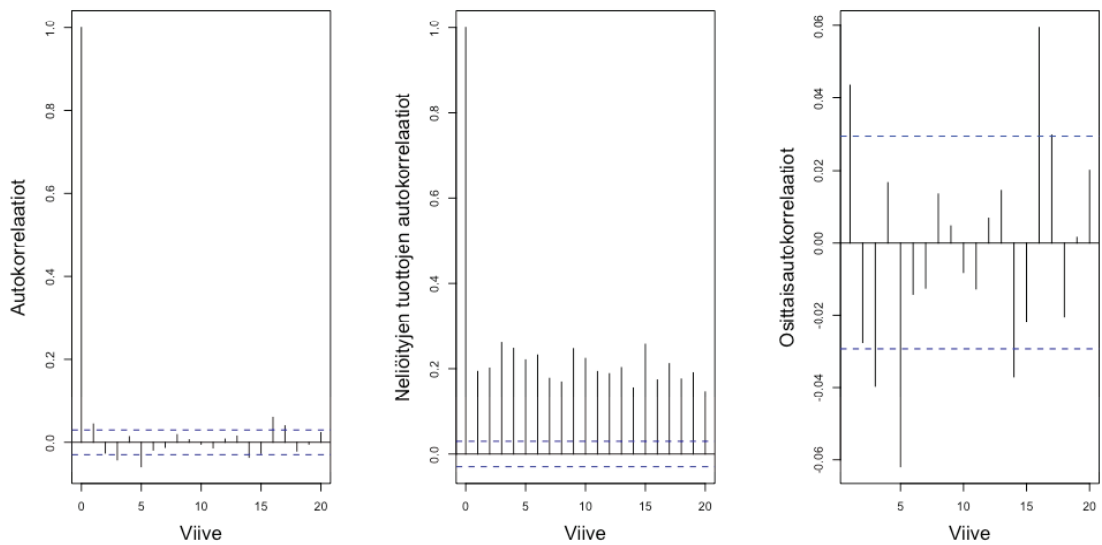 Autokorrelaatiot
1.0
0.8
0.6
0.4
0.2
0.0
0 5 10 15 20
Viive
Neliöityjen tuottojen autokorrelaatiot
1.0
0.8
0.6
0.4
0.2
0.0
0 5 10 15 20
Viive
Osittaisautokorrelaatiot
0.06
0.04
0.02
0.00
-0.02
-0.04
-0.06
5 10 15 20
Viive